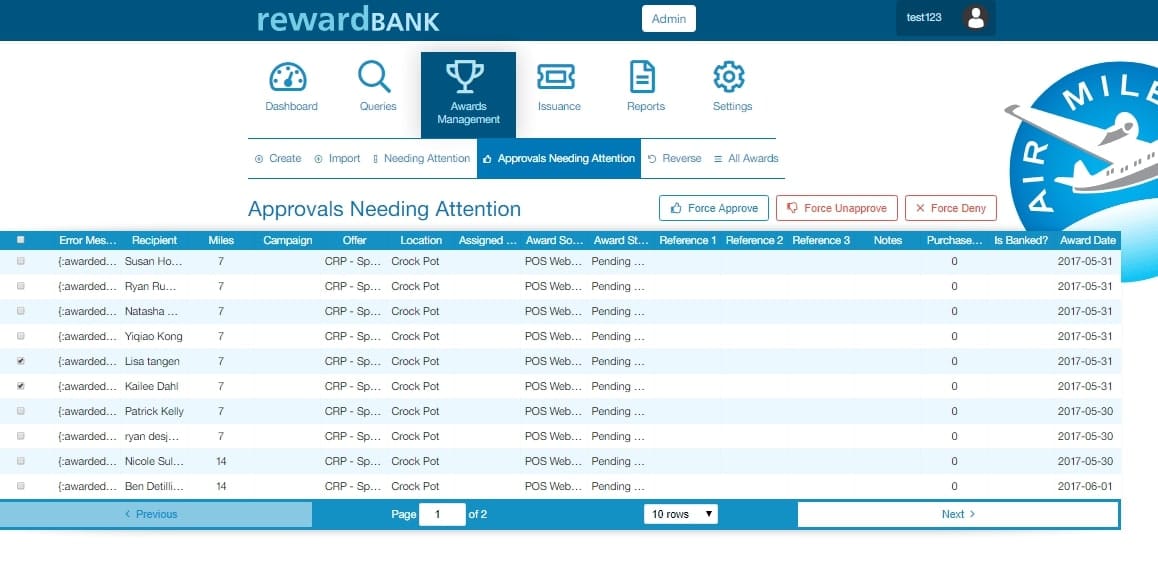 rewardBANK
Admin
test123
Dashboard
Queries
Awards Management
Issuance
Reports
Settings
Create Import Needing Attention Approvals Needing Attention Reverse All Awards
AIR MILE
Approvals Needing Attention
Force Approve Force Unapprove Force Deny
Error Mes... Recipient Miles Campaign Offer Location Assigned ... Award So... Award St... Reference 1 Reference 2 Reference 3 Notes Purchase... Is Banked? Award Date
{:awarded... Susan Ho... 7 CRP - Sp... Crock Pot POS Web... Pending ... 0 2017-05-31
{:awarded... Ryan Ru... 7 CRP - Sp... Crock Pot POS Web... Pending ... 0 2017-05-31
{:awarded... Natasha ... 7 CRP - Sp... Crock Pot POS Web... Pending ... 0 2017-05-31
{:awarded... Yiqiao Kong 7 CRP - Sp... Crock Pot POS Web... Pending ... 0 2017-05-31
{:awarded... Lisa tangen 7 CRP - Sp... Crock Pot POS Web... Pending ... 0 2017-05-31
{:awarded... Kailee Dahl 7 CRP - Sp... Crock Pot POS Web... Pending ... 0 2017-05-31
{:awarded... Patrick Kelly 7 CRP - Sp... Crock Pot POS Web... Pending ... 0 2017-05-30
{:awarded... ryan desj... 7 CRP - Sp... Crock Pot POS Web... Pending ... 0 2017-05-30
{:awarded... Nicole Sul... 14 CRP - Sp... Crock Pot POS Web... Pending ... 0 2017-05-30
{:awarded... Ben Detilli... 14 CRP - Sp... Crock Pot POS Web... Pending ... 0 2017-06-01
< Previous Page 1 of 2 10 rows Next >